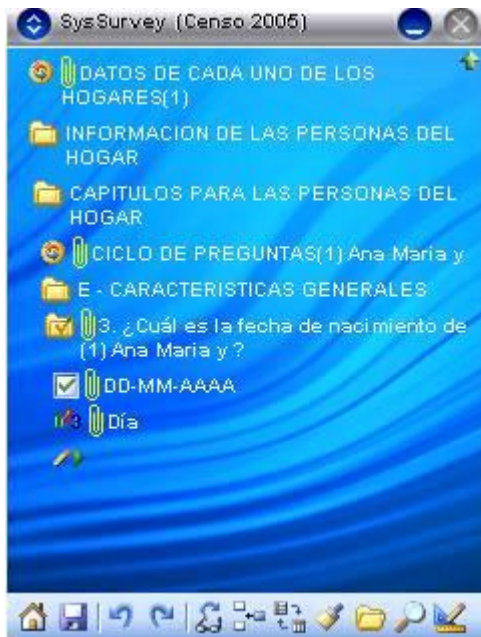 SysSurvey (Censo 2005)
DATOS DE CADA UNO DE LOS
HOGARES(1)
INFORMACION DE LAS PERSONAS DEL
HOGAR
CAPITULOS PARA LAS PERSONAS DEL
HOGAR
CICLO DE PREGUNTAS(1) Ana Maria y
E - CARACTERISTICAS GENERALES
3. ¿Cuál es la fecha de nacimiento de
(1) Ana Maria y ?
DD-MM-AAAA
Día